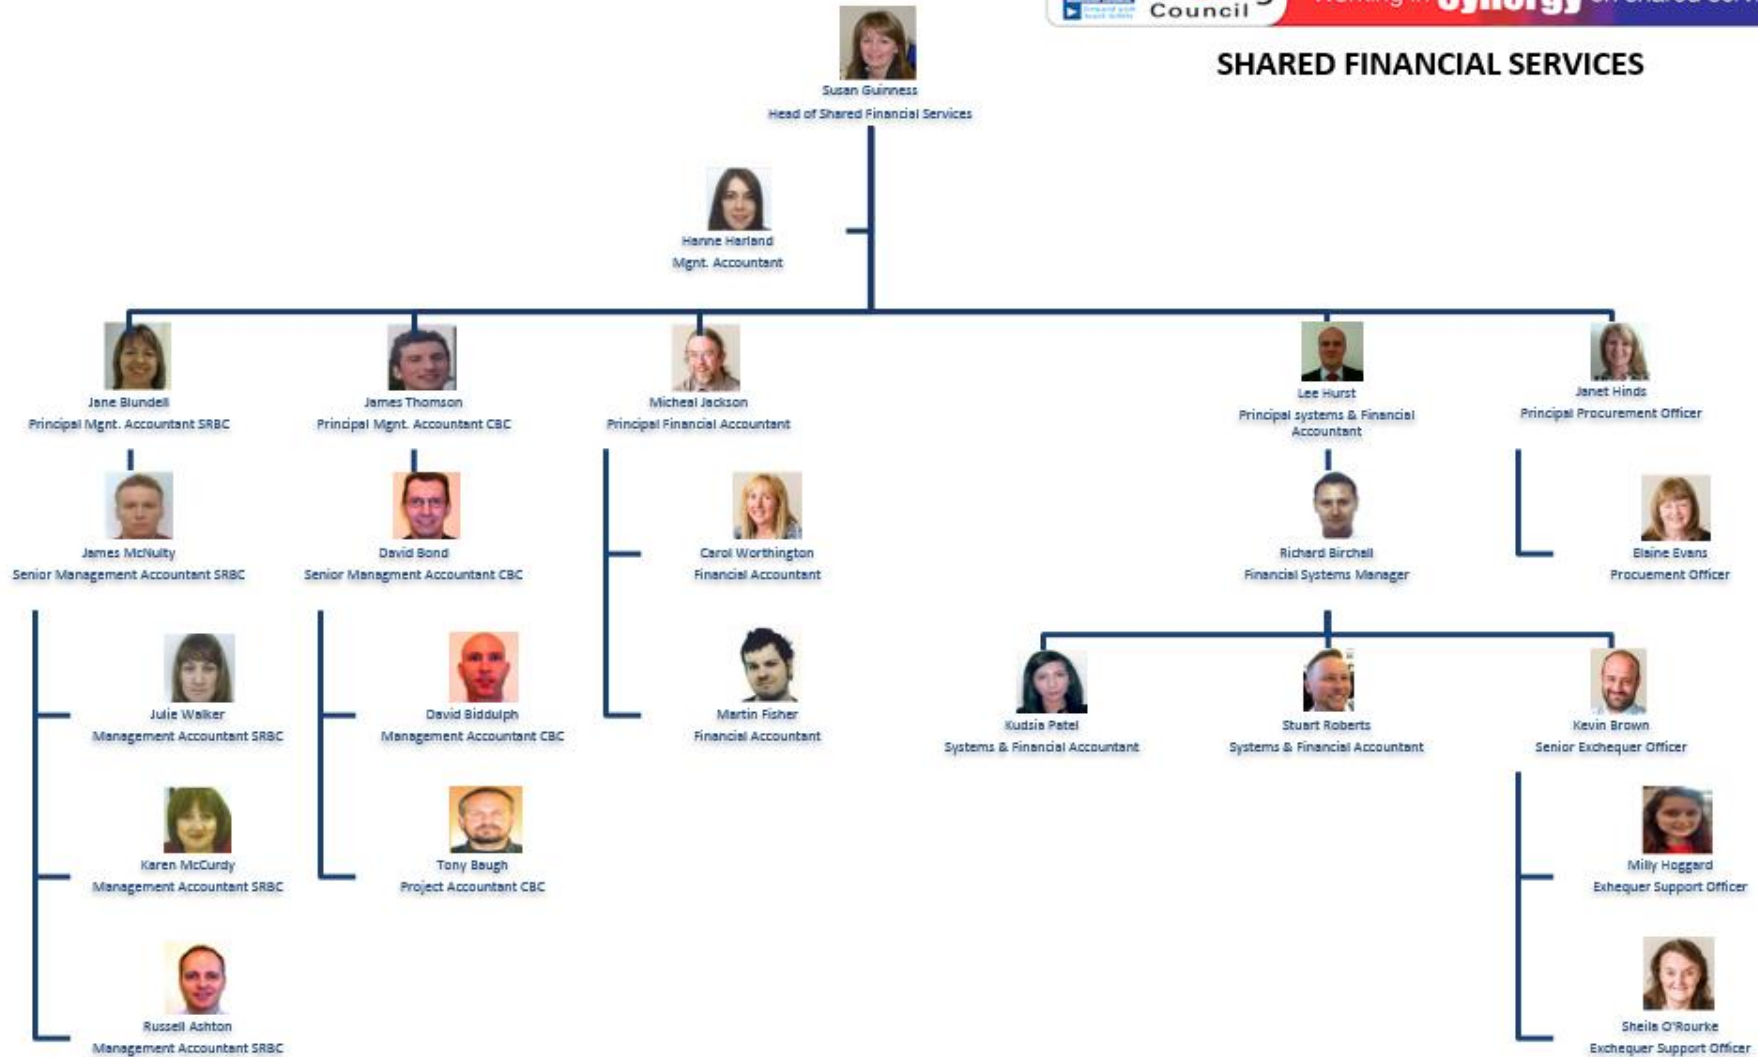 Council
Synergy
SHARED FINANCIAL SERVICES
Susan Guinness
Head of Shared Financial Services
Hanne Harland
Mgnt. Accountant
Jane Blundell
Principal Mgnt. Accountant SRBC
James Thomson
Principal Mgnt. Accountant CBC
Micheal Jackson
Principal Financial Accountant
Lee Hurst
Principal systems & Financial
Accountant
Janet Hinds
Principal Procurement Officer
James McNulty
Senior Management Accountant SRBC
David Bond
Senior Managment Accountant CBC
Carol Worthington
Financial Accountant
Richard Birchall
Financial Systems Manager
Elaine Evans
Procuement Officer
Julie Walker
Management Accountant SRBC
David Biddulph
Management Accountant CBC
Martin Fisher
Financial Accountant
Kudsia Patel
Systems & Financial Accountant
Stuart Roberts
Systems & Financial Accountant
Kevin Brown
Senior Exchequer Officer
Karen McCurdy
Management Accountant SRBC
Tony Baugh
Project Accountant CBC
Milly Hoggard
Exhequer Support Officer
Russell Ashton
Management Accountant SRBC
Sheila O'Rourke
Exchequer Support Officer